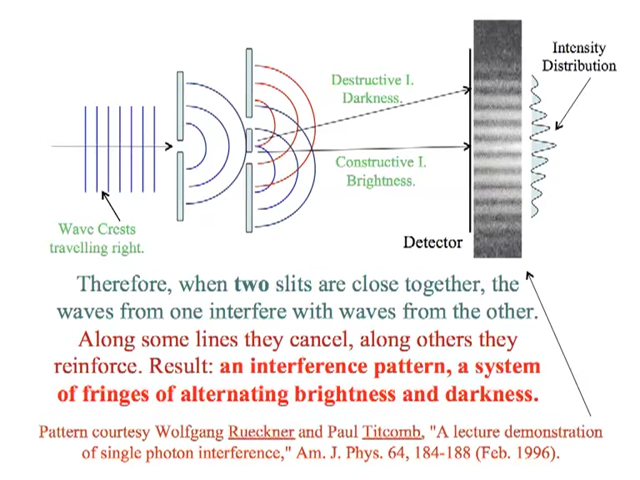 Intensity
Distribution
Destructive I.
Darkness.
Constructive I.
Brightness.
Wave Crests
travelling right.
Detector
Therefore, when two slits are close together, the
waves from one interfere with waves from the other.
Along some lines they cancel, along others they
reinforce. Result: an interference pattern, a system
of fringes of alternating brightness and darkness.
Pattern courtesy Wolfgang Rueckner and Paul Titcomb, "A lecture demonstration
of single photon interference," Am. J. Phys. 64, 184-188 (Feb. 1996).